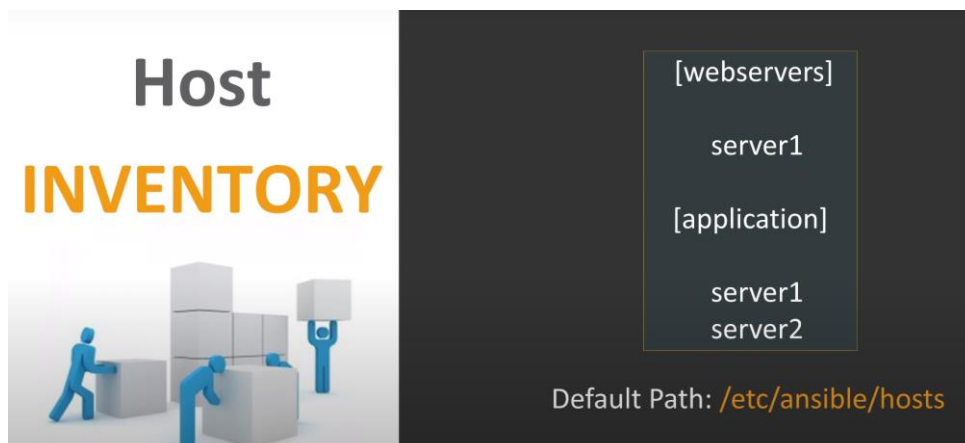 Host
INVENTORY
[webservers]
server1
[application]
server1
server2
Default Path: /etc/ansible/hosts